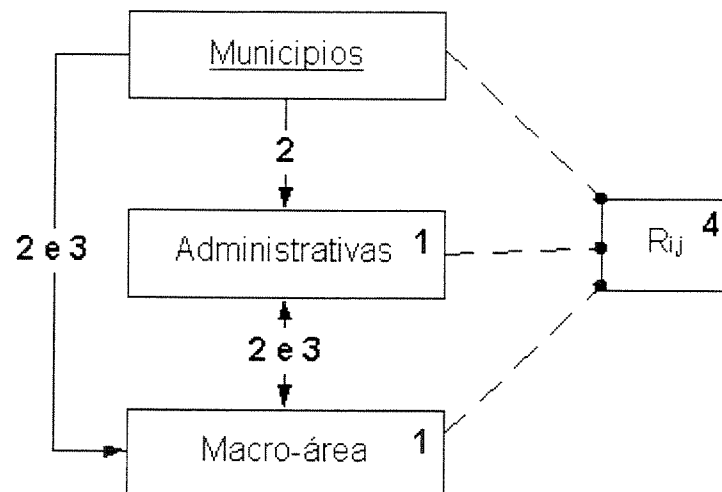 Municipios
2
Administrativas 1
Rij 4
2 e 3
2 e 3
Macro-área 1